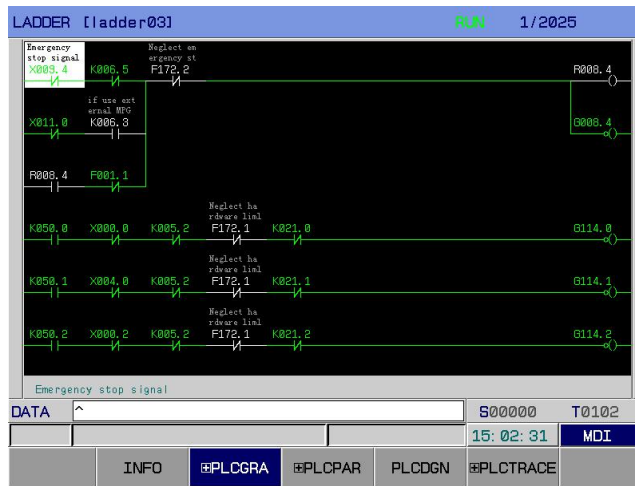 LADDER [ladder03] RUN 1/2025
Emergency
stop signal
Neglect em
ergency st
X009.4 K006.5 F172.2 R008.4
if use ext
ernal MPG
X011.0 K006.3 G008.4
R008.4 F001.1
Neglect ha
rdware liml
K050.0 X000.0 K005.2 F172.1 K021.0 G114.0
Neglect ha
rdware liml
K050.1 X004.0 K005.2 F172.1 K021.1 G114.1
Neglect ha
rdware liml
K050.2 X000.2 K005.2 F172.1 K021.2 G114.2
Emergency stop signal
DATA ^ S00000 T0102
15:02:31 MDI
INFO ⊞PLCGRA ⊞PLCPAR PLCDGN ⊞PLCTRACE